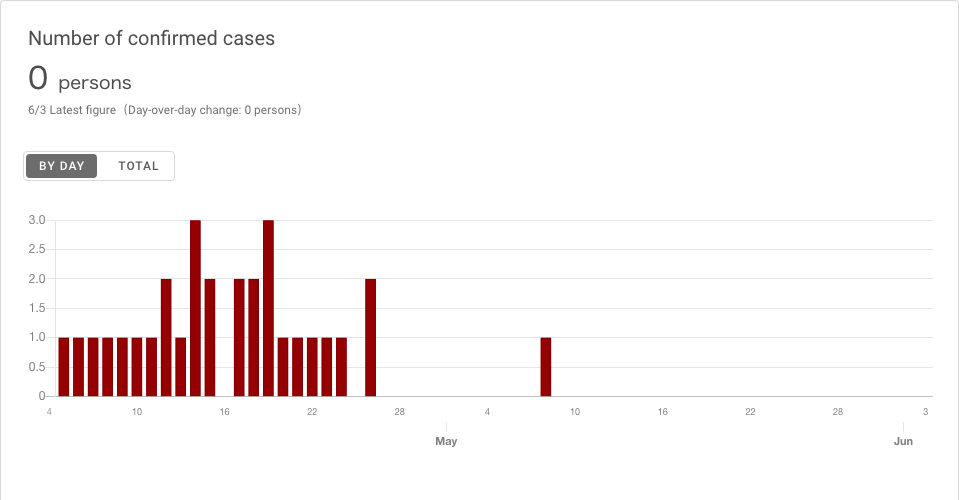 Number of confirmed cases
0 persons
6/3 Latest figure（Day-over-day change: 0 persons）
BY DAY TOTAL
3.0
2.5
2.0
1.5
1.0
0.5
0
4 10 16 22 28 4 10 16 22 28 3
May Jun